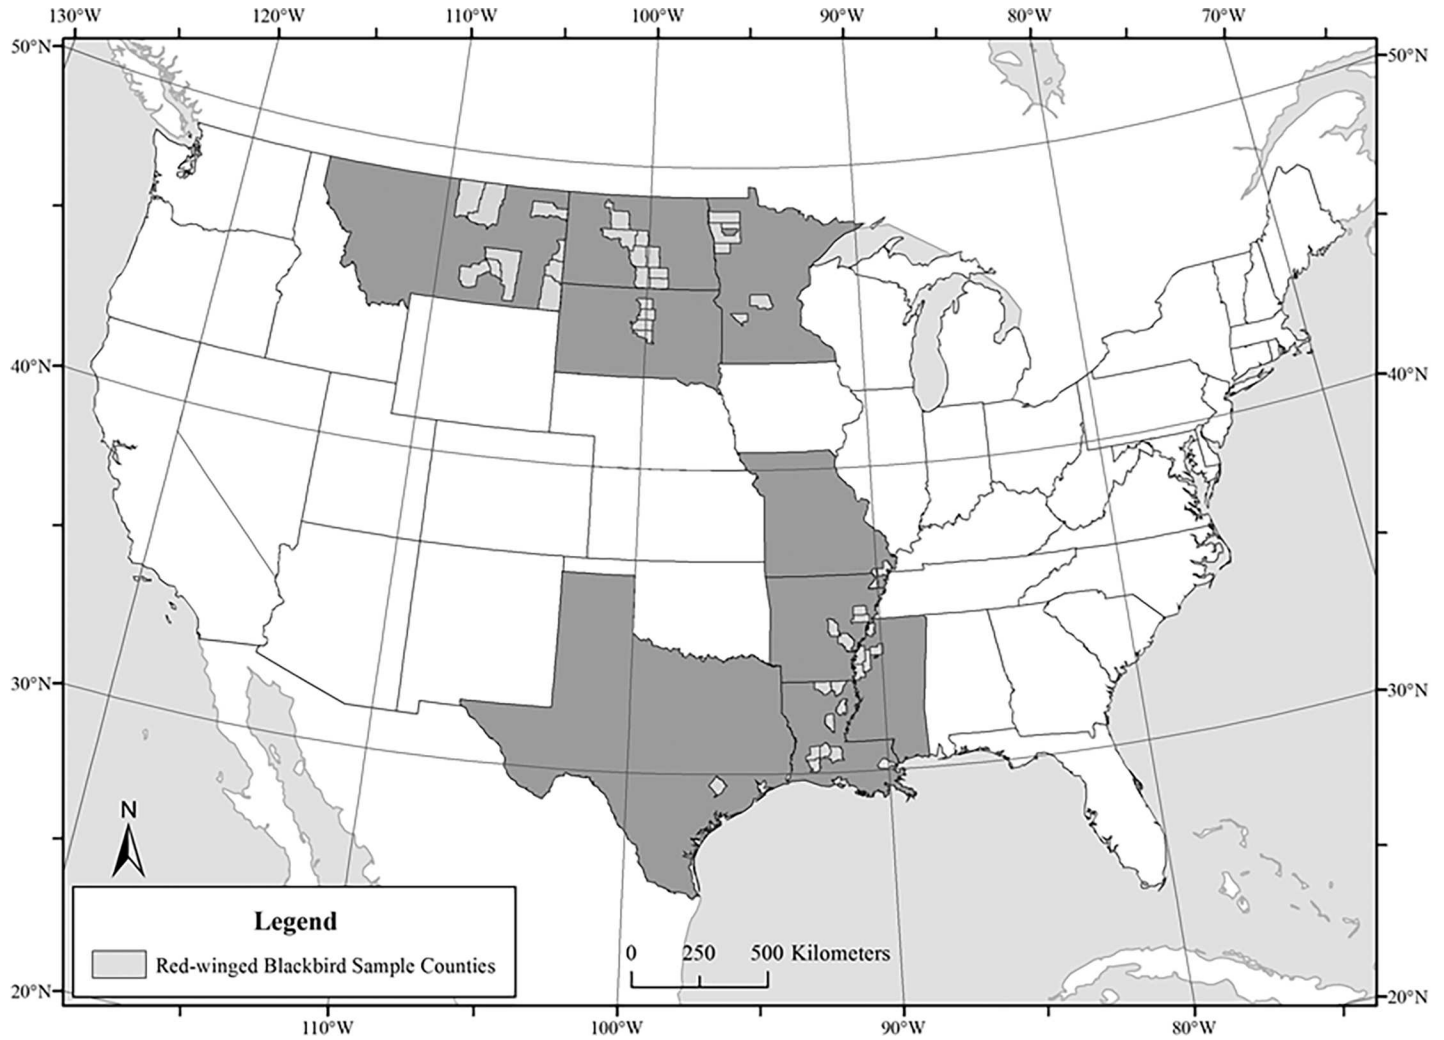 130°W 120°W 110°W 100°W 90°W 80°W 70°W
50°N 50°N
40°N 40°N
30°N 30°N
N
Legend
Red-winged Blackbird Sample Counties
0 250 500 Kilometers
20°N 20°N
110°W 100°W 90°W 80°W